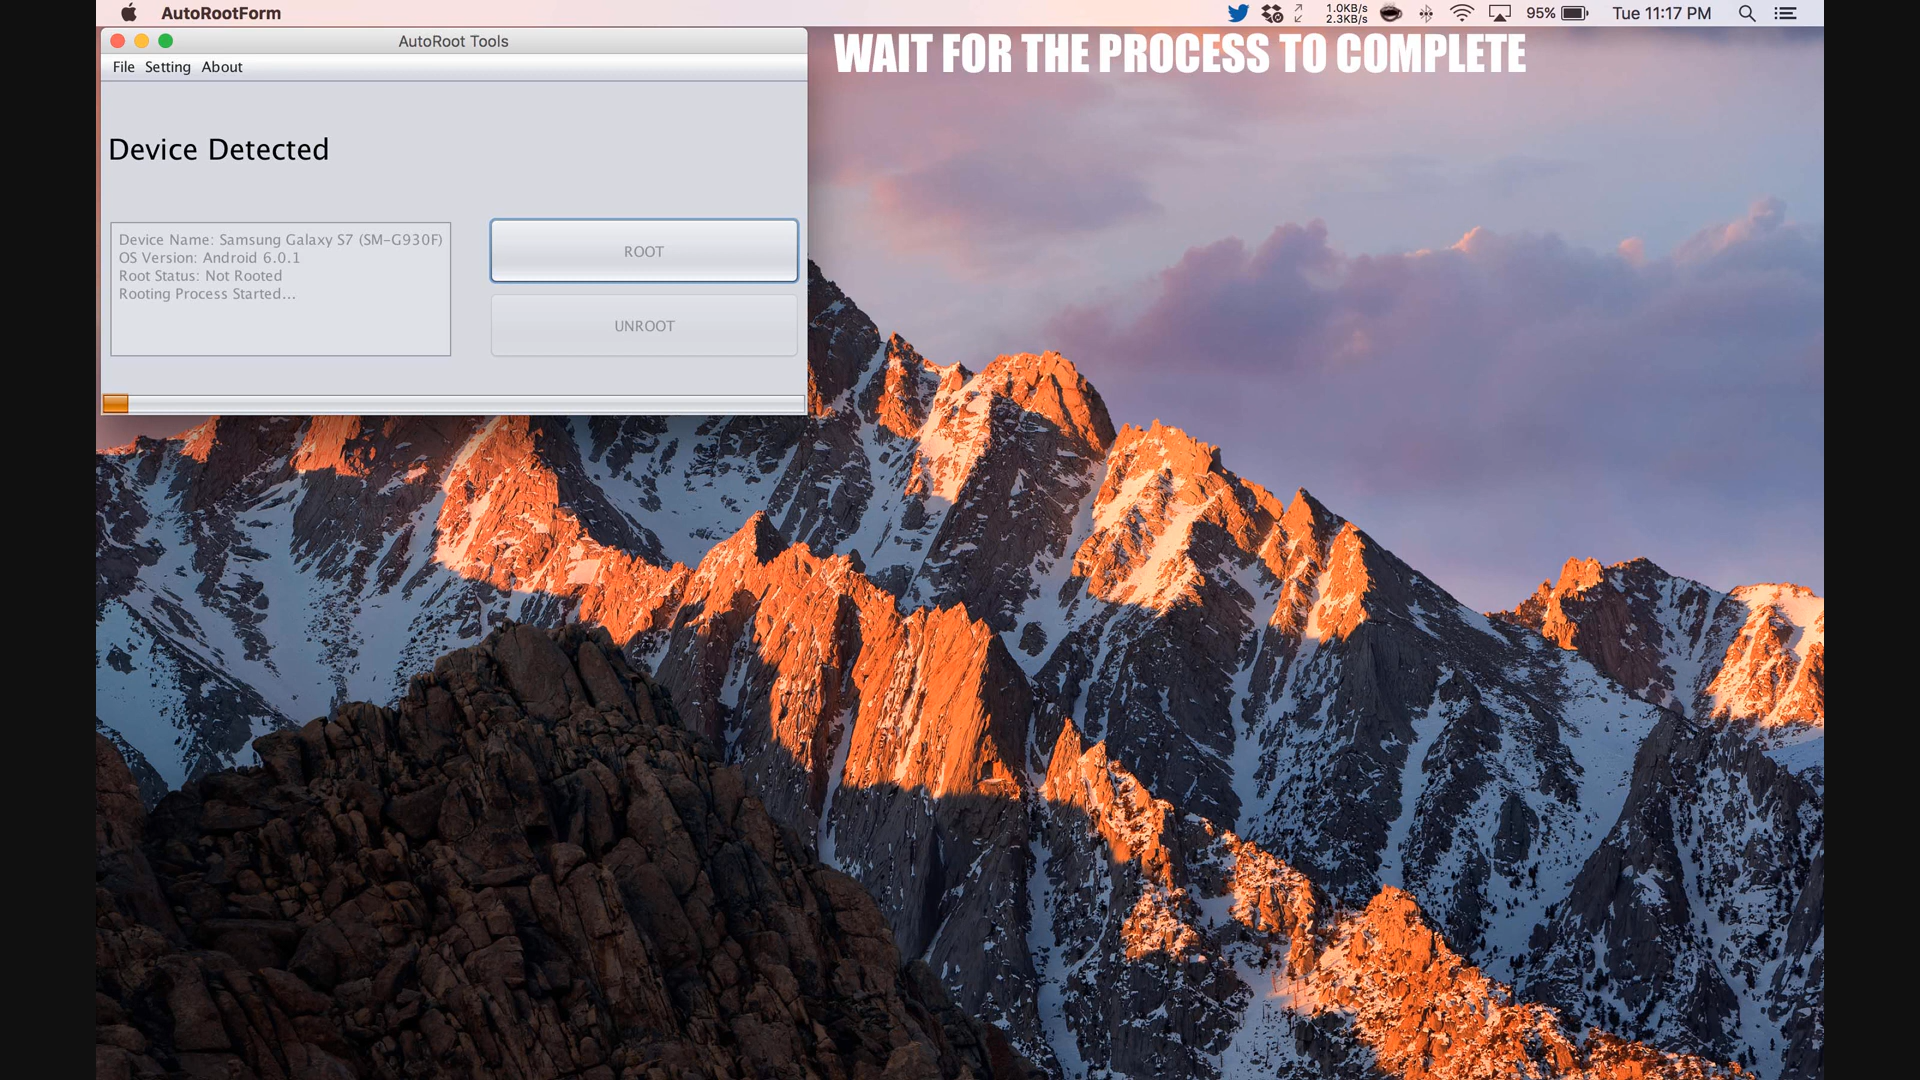 AutoRootForm
1.0KB/s
2.3KB/s
95%
Tue 11:17 PM
AutoRoot Tools
WAIT FOR THE PROCESS TO COMPLETE
File Setting About
Device Detected
Device Name: Samsung Galaxy S7 (SM-G930F)
OS Version: Android 6.0.1
Root Status: Not Rooted
Rooting Process Started...
ROOT
UNROOT